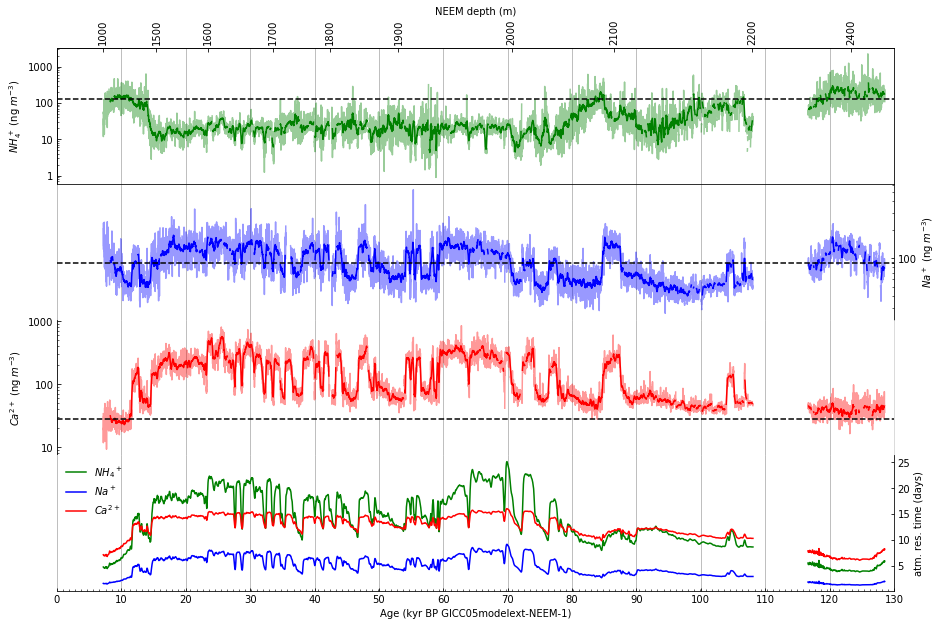 NEEM depth (m)
1000 1500 1600 1700 1800 1900 2000 2100 2200 2400
NH₄⁺ (ng m⁻³)
1000
100
10
1
Na⁺ (ng m⁻³)
100
Ca²⁺ (ng m⁻³)
1000
100
10
NH₄⁺
Na⁺
Ca²⁺
atm. res. time (days)
25
20
15
10
5
0 10 20 30 40 50 60 70 80 90 100 110 120 130
Age (kyr BP GICC05modelext-NEEM-1)